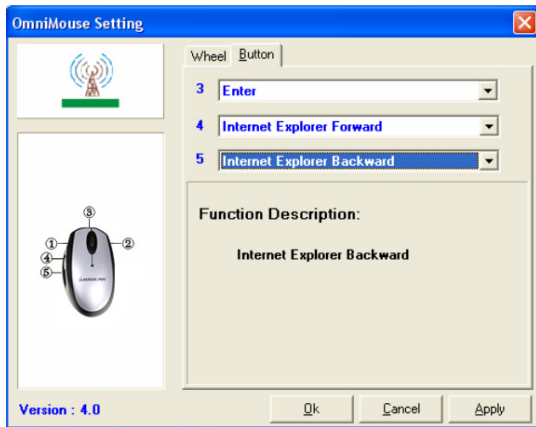 OmniMouse Setting
Wheel Button
3 Enter
4 Internet Explorer Forward
5 Internet Explorer Backward
Function Description:
Internet Explorer Backward
③
① ②
④
⑤
Version : 4.0
Ok Cancel Apply